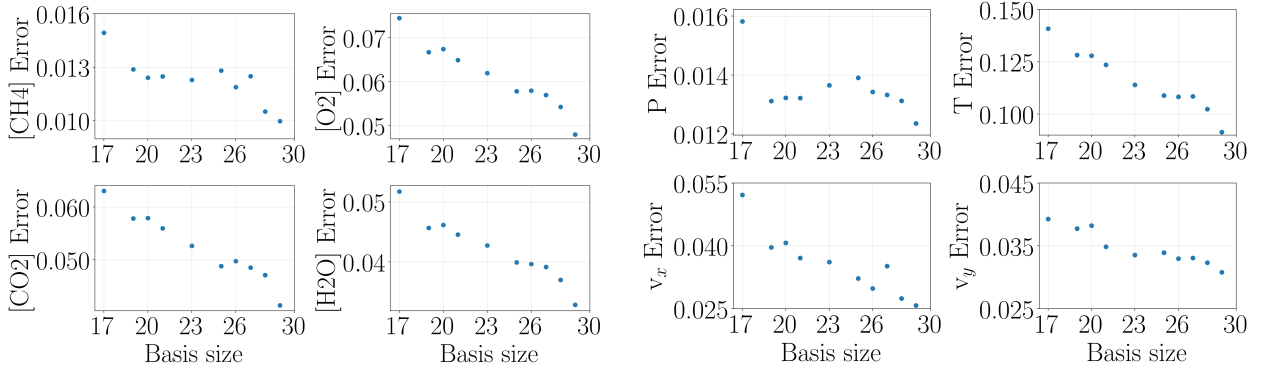 [CH4] Error
0.016
0.013
0.010
17 20 23 26 30
[O2] Error
0.07
0.06
0.05
17 20 23 26 30
P Error
0.016
0.014
0.012
17 20 23 26 30
T Error
0.150
0.125
0.100
17 20 23 26 30
[CO2] Error
0.060
0.050
17 20 23 26 30
Basis size
[H2O] Error
0.05
0.04
17 20 23 26 30
Basis size
vx Error
0.055
0.040
0.025
17 20 23 26 30
Basis size
vy Error
0.045
0.035
0.025
17 20 23 26 30
Basis size